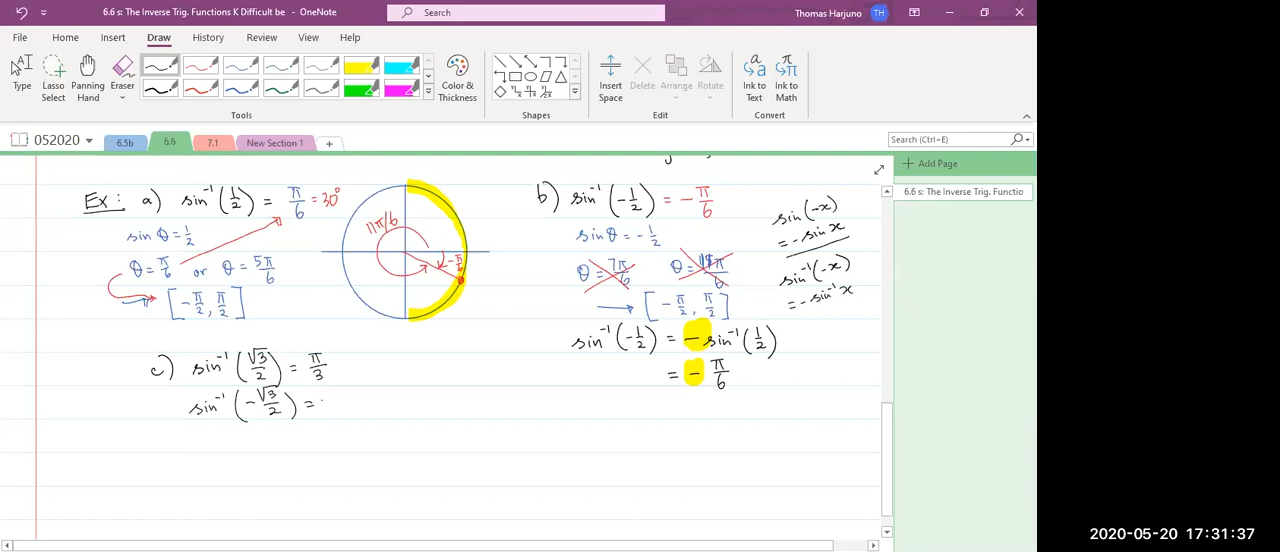 6.6 s: The Inverse Trig. Functions K Difficult be - OneNote
Search
Thomas Harjuno TH
File Home Insert Draw History Review View Help
Type
Lasso Select
Panning Hand
Eraser
Color & Thickness
Insert Space
Delete
Arrange
Rotate
Ink to Text
Ink to Math
Tools
Shapes
Edit
Convert
052020
6.5b
6.6
7.1
New Section 1
+
Search (Ctrl+E)
Add Page
6.6 s: The Inverse Trig. Functio
Ex: a) sin⁻¹(1/2) = π/6 = 30°
sin θ = 1/2
θ = π/6 or θ = 5π/6
[-π/2, π/2]
11π/6
-π/6
b) sin⁻¹(-1/2) = -π/6
sin θ = -1/2
θ = 7π/6 θ = 11π/6
[-π/2, π/2]
sin⁻¹(-1/2) = -sin⁻¹(1/2)
= -π/6
sin(-x)
= -sin x
sin⁻¹(-x)
= -sin⁻¹x
c) sin⁻¹(√3/2) = π/3
sin⁻¹(-√3/2) =
2020-05-20 17:31:37